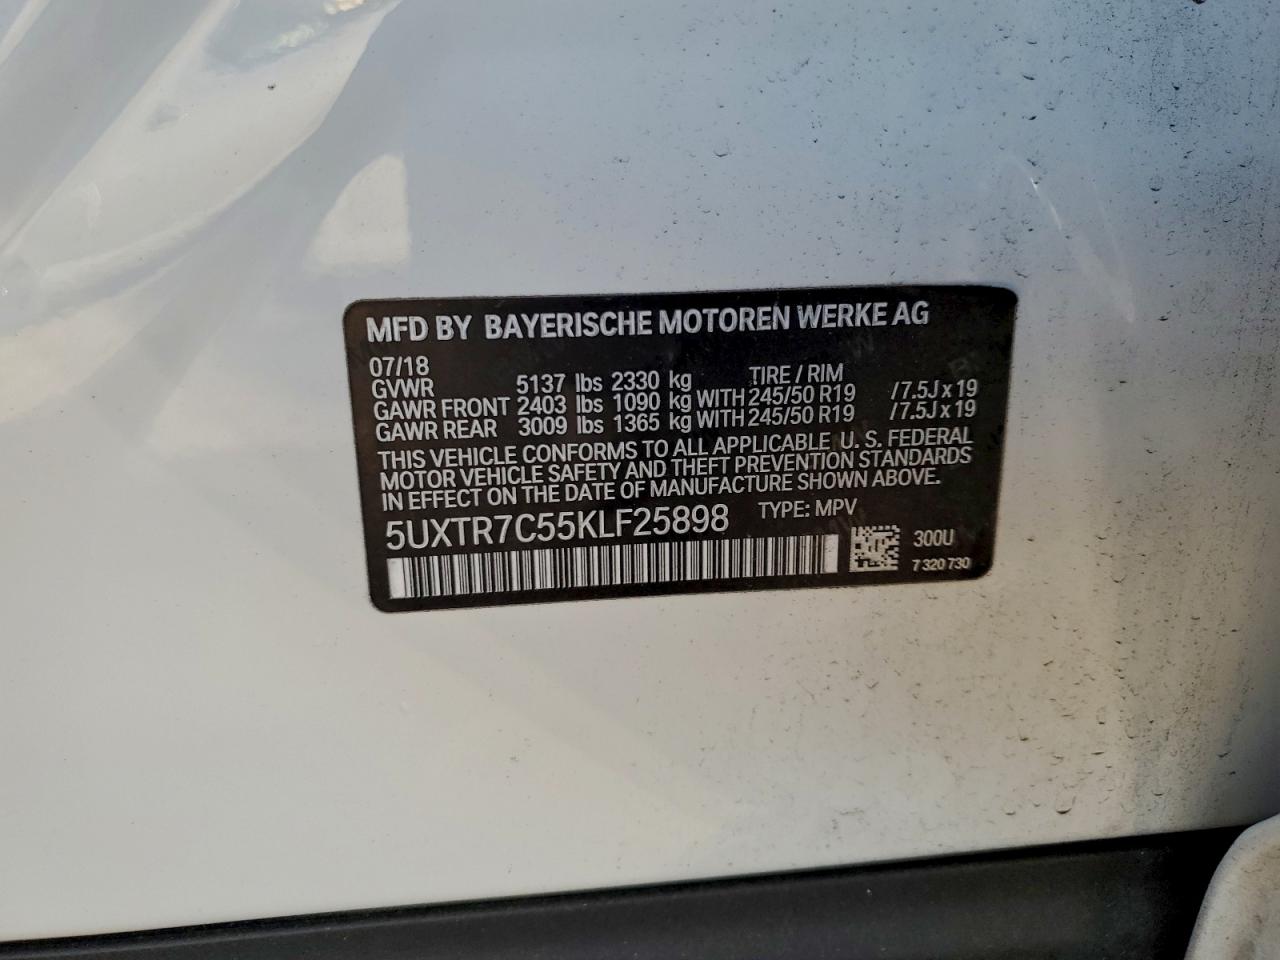 MFD BY BAYERISCHE MOTOREN WERKE AG
07/18
TIRE / RIM
GVWR 5137 lbs 2330 kg
GAWR FRONT 2403 lbs 1090 kg WITH 245/50 R19 /7.5J x 19
GAWR REAR 3009 lbs 1365 kg WITH 245/50 R19 /7.5J x 19
THIS VEHICLE CONFORMS TO ALL APPLICABLE U. S. FEDERAL
MOTOR VEHICLE SAFETY AND THEFT PREVENTION STANDARDS
IN EFFECT ON THE DATE OF MANUFACTURE SHOWN ABOVE.
5UXTR7C55KLF25898 TYPE: MPV
300U
7 320 730